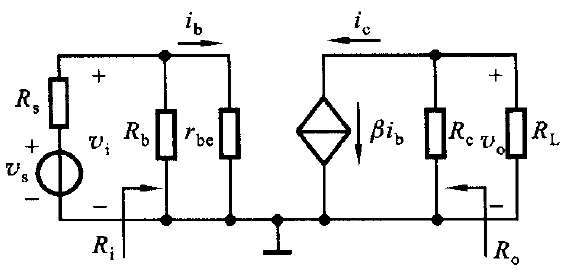 i_b i_c
+ +
R_s
R_b r_be βi_b R_c v_o R_L
+ v_i
v_s
− − −
R_i R_o